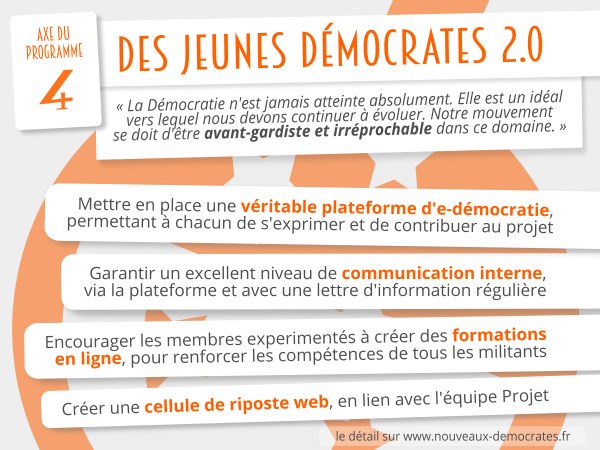 AXE DU
PROGRAMME
4
DES JEUNES DÉMOCRATES 2.0
« La Démocratie n'est jamais atteinte absolument. Elle est un idéal
vers lequel nous devons continuer à évoluer. Notre mouvement
se doit d'être avant-gardiste et irréprochable dans ce domaine. »
Mettre en place une véritable plateforme d'e-démocratie,
permettant à chacun de s'exprimer et de contribuer au projet
Garantir un excellent niveau de communication interne,
via la plateforme et avec une lettre d'information régulière
Encourager les membres experimentés à créer des formations
en ligne, pour renforcer les compétences de tous les militants
Créer une cellule de riposte web, en lien avec l'équipe Projet
le détail sur www.nouveaux-democrates.fr